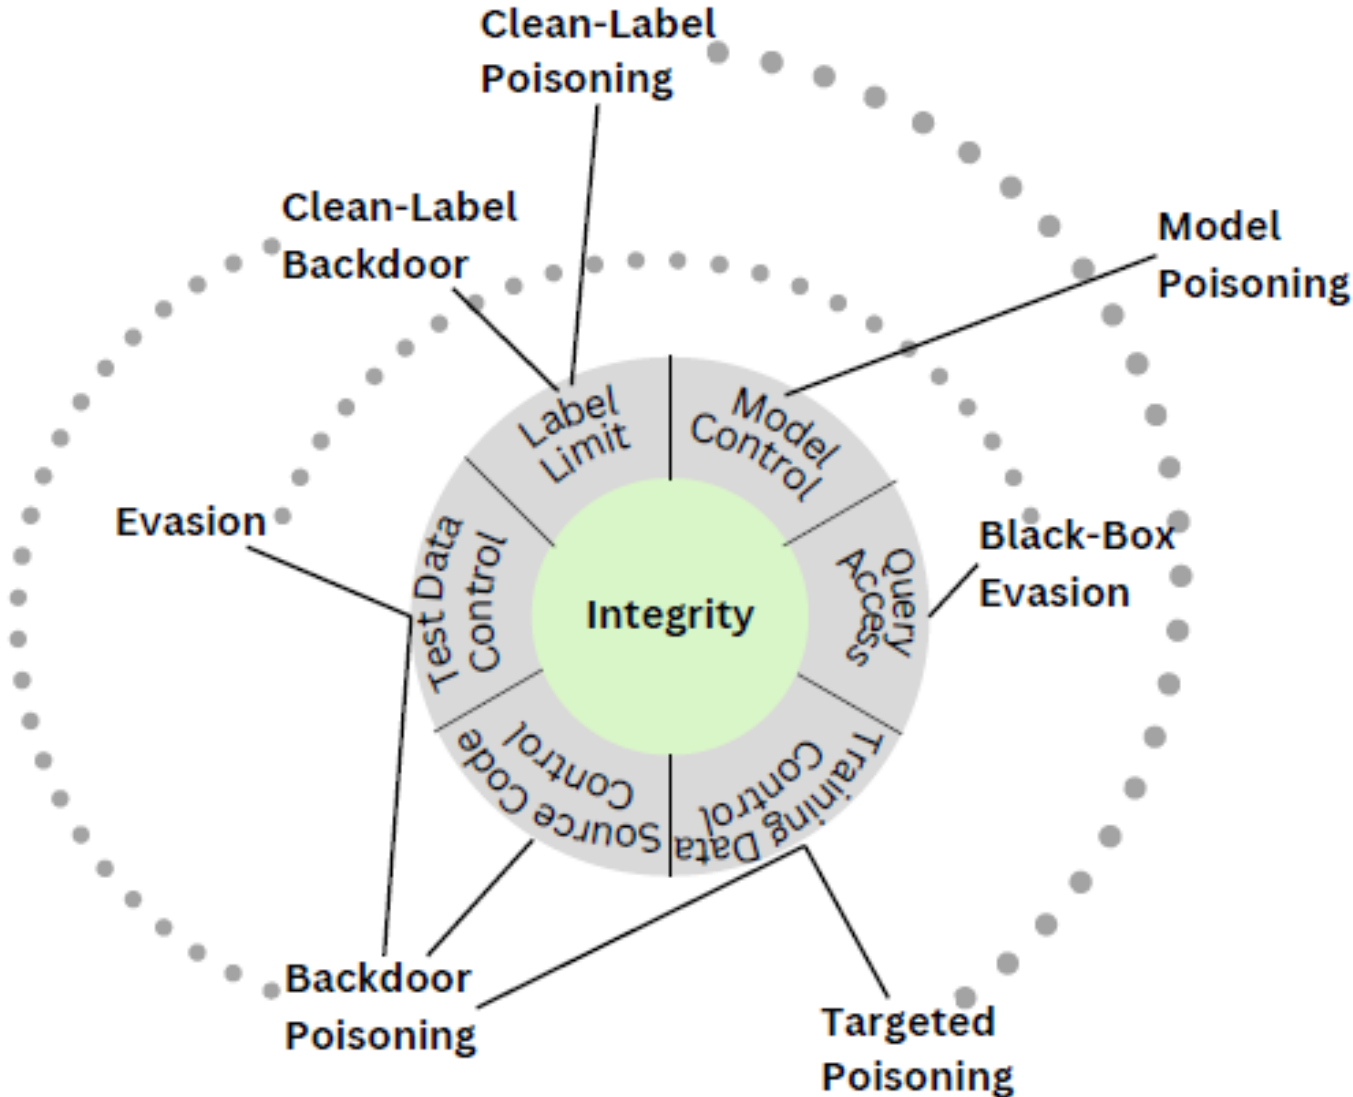 Clean-Label
Poisoning
Clean-Label
Backdoor
Model
Poisoning
Label
Limit
Model
Control
Evasion
Test Data
Control
Integrity
Query
Access
Black-Box
Evasion
Source Code
Control
Training Data
Control
Backdoor
Poisoning
Targeted
Poisoning